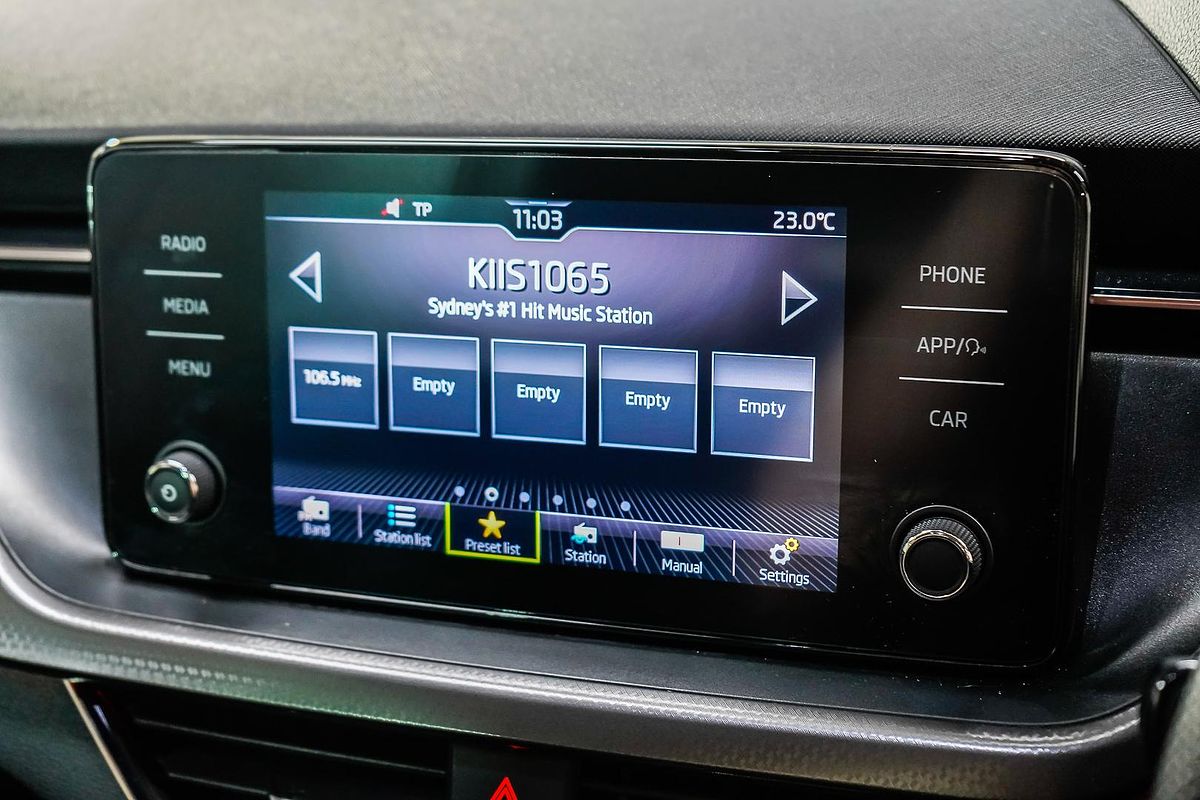 RADIO
MEDIA
MENU
TP
11:03
23.0°C
KIIS1065
Sydney's #1 Hit Music Station
106.5 MHz
Empty
Empty
Empty
Empty
Band
Station list
Preset list
Station
Manual
Settings
PHONE
APP/
CAR